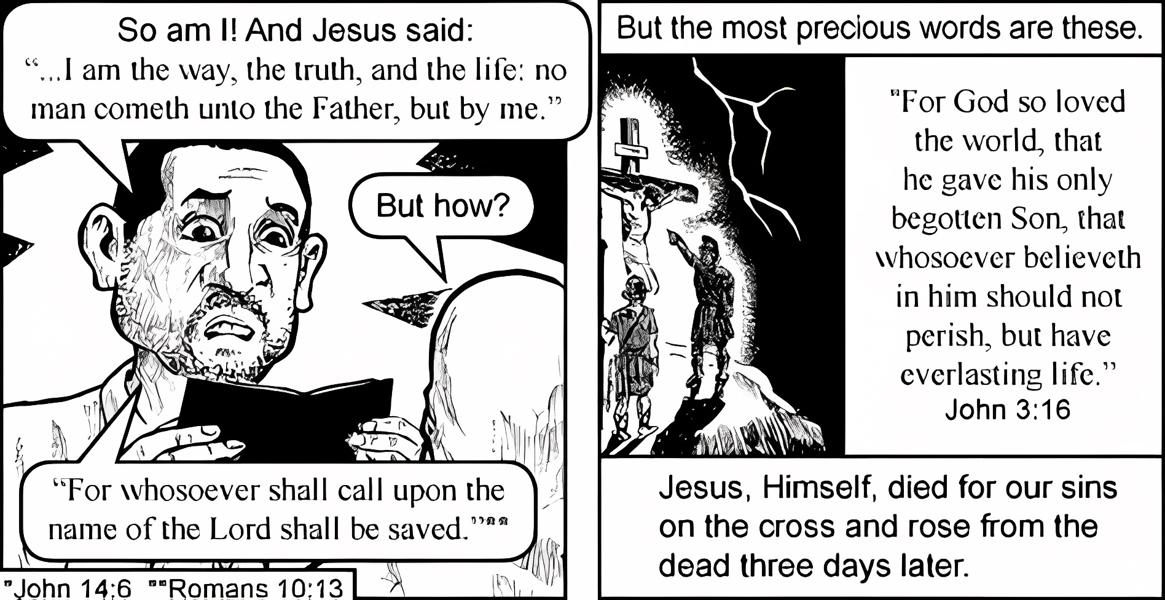 So am I! And Jesus said:
“...I am the way, the truth, and the life: no
man cometh unto the Father, but by me.”
But how?
“For whosoever shall call upon the
name of the Lord shall be saved.”**
*John 14:6 **Romans 10:13
But the most precious words are these.
"For God so loved
the world, that
he gave his only
begotten Son, that
whosoever believeth
in him should not
perish, but have
everlasting life.”
John 3:16
Jesus, Himself, died for our sins
on the cross and rose from the
dead three days later.